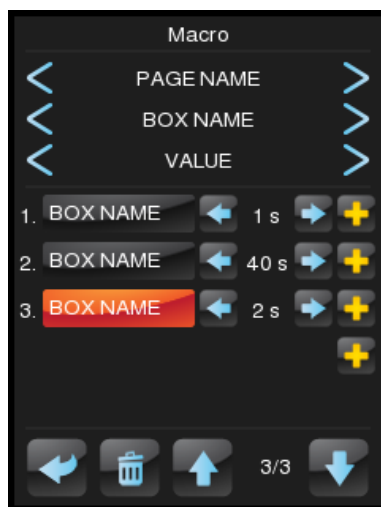 Macro
PAGE NAME
BOX NAME
VALUE
1. BOX NAME 1 s
2. BOX NAME 40 s
3. BOX NAME 2 s
3/3